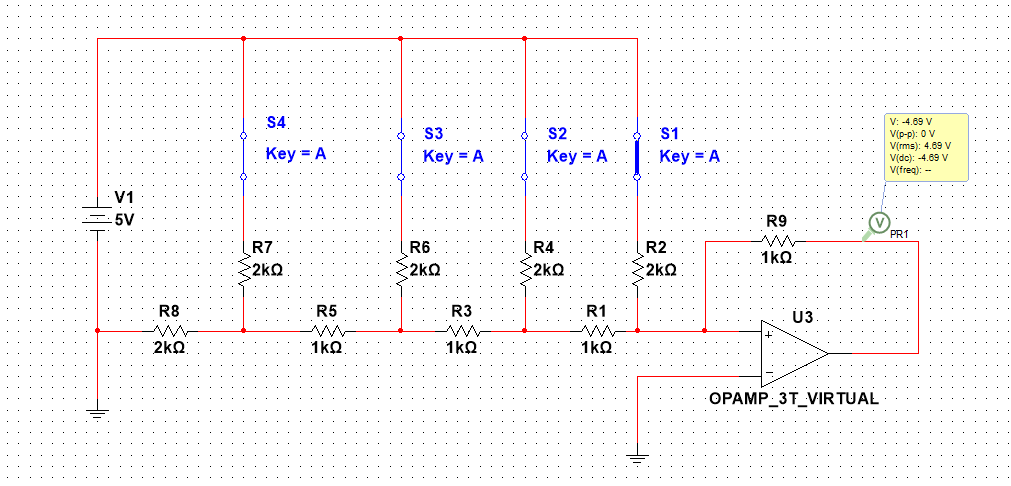 S4
Key = A
S3
Key = A
S2
Key = A
S1
Key = A
V: -4.69 V
V(p-p): 0 V
V(rms): 4.69 V
V(dc): -4.69 V
V(freq): --
V
PR1
V1
5V
R7
2kΩ
R6
2kΩ
R4
2kΩ
R2
2kΩ
R9
1kΩ
R8
2kΩ
R5
1kΩ
R3
1kΩ
R1
1kΩ
U3
+
−
OPAMP_3T_VIRTUAL